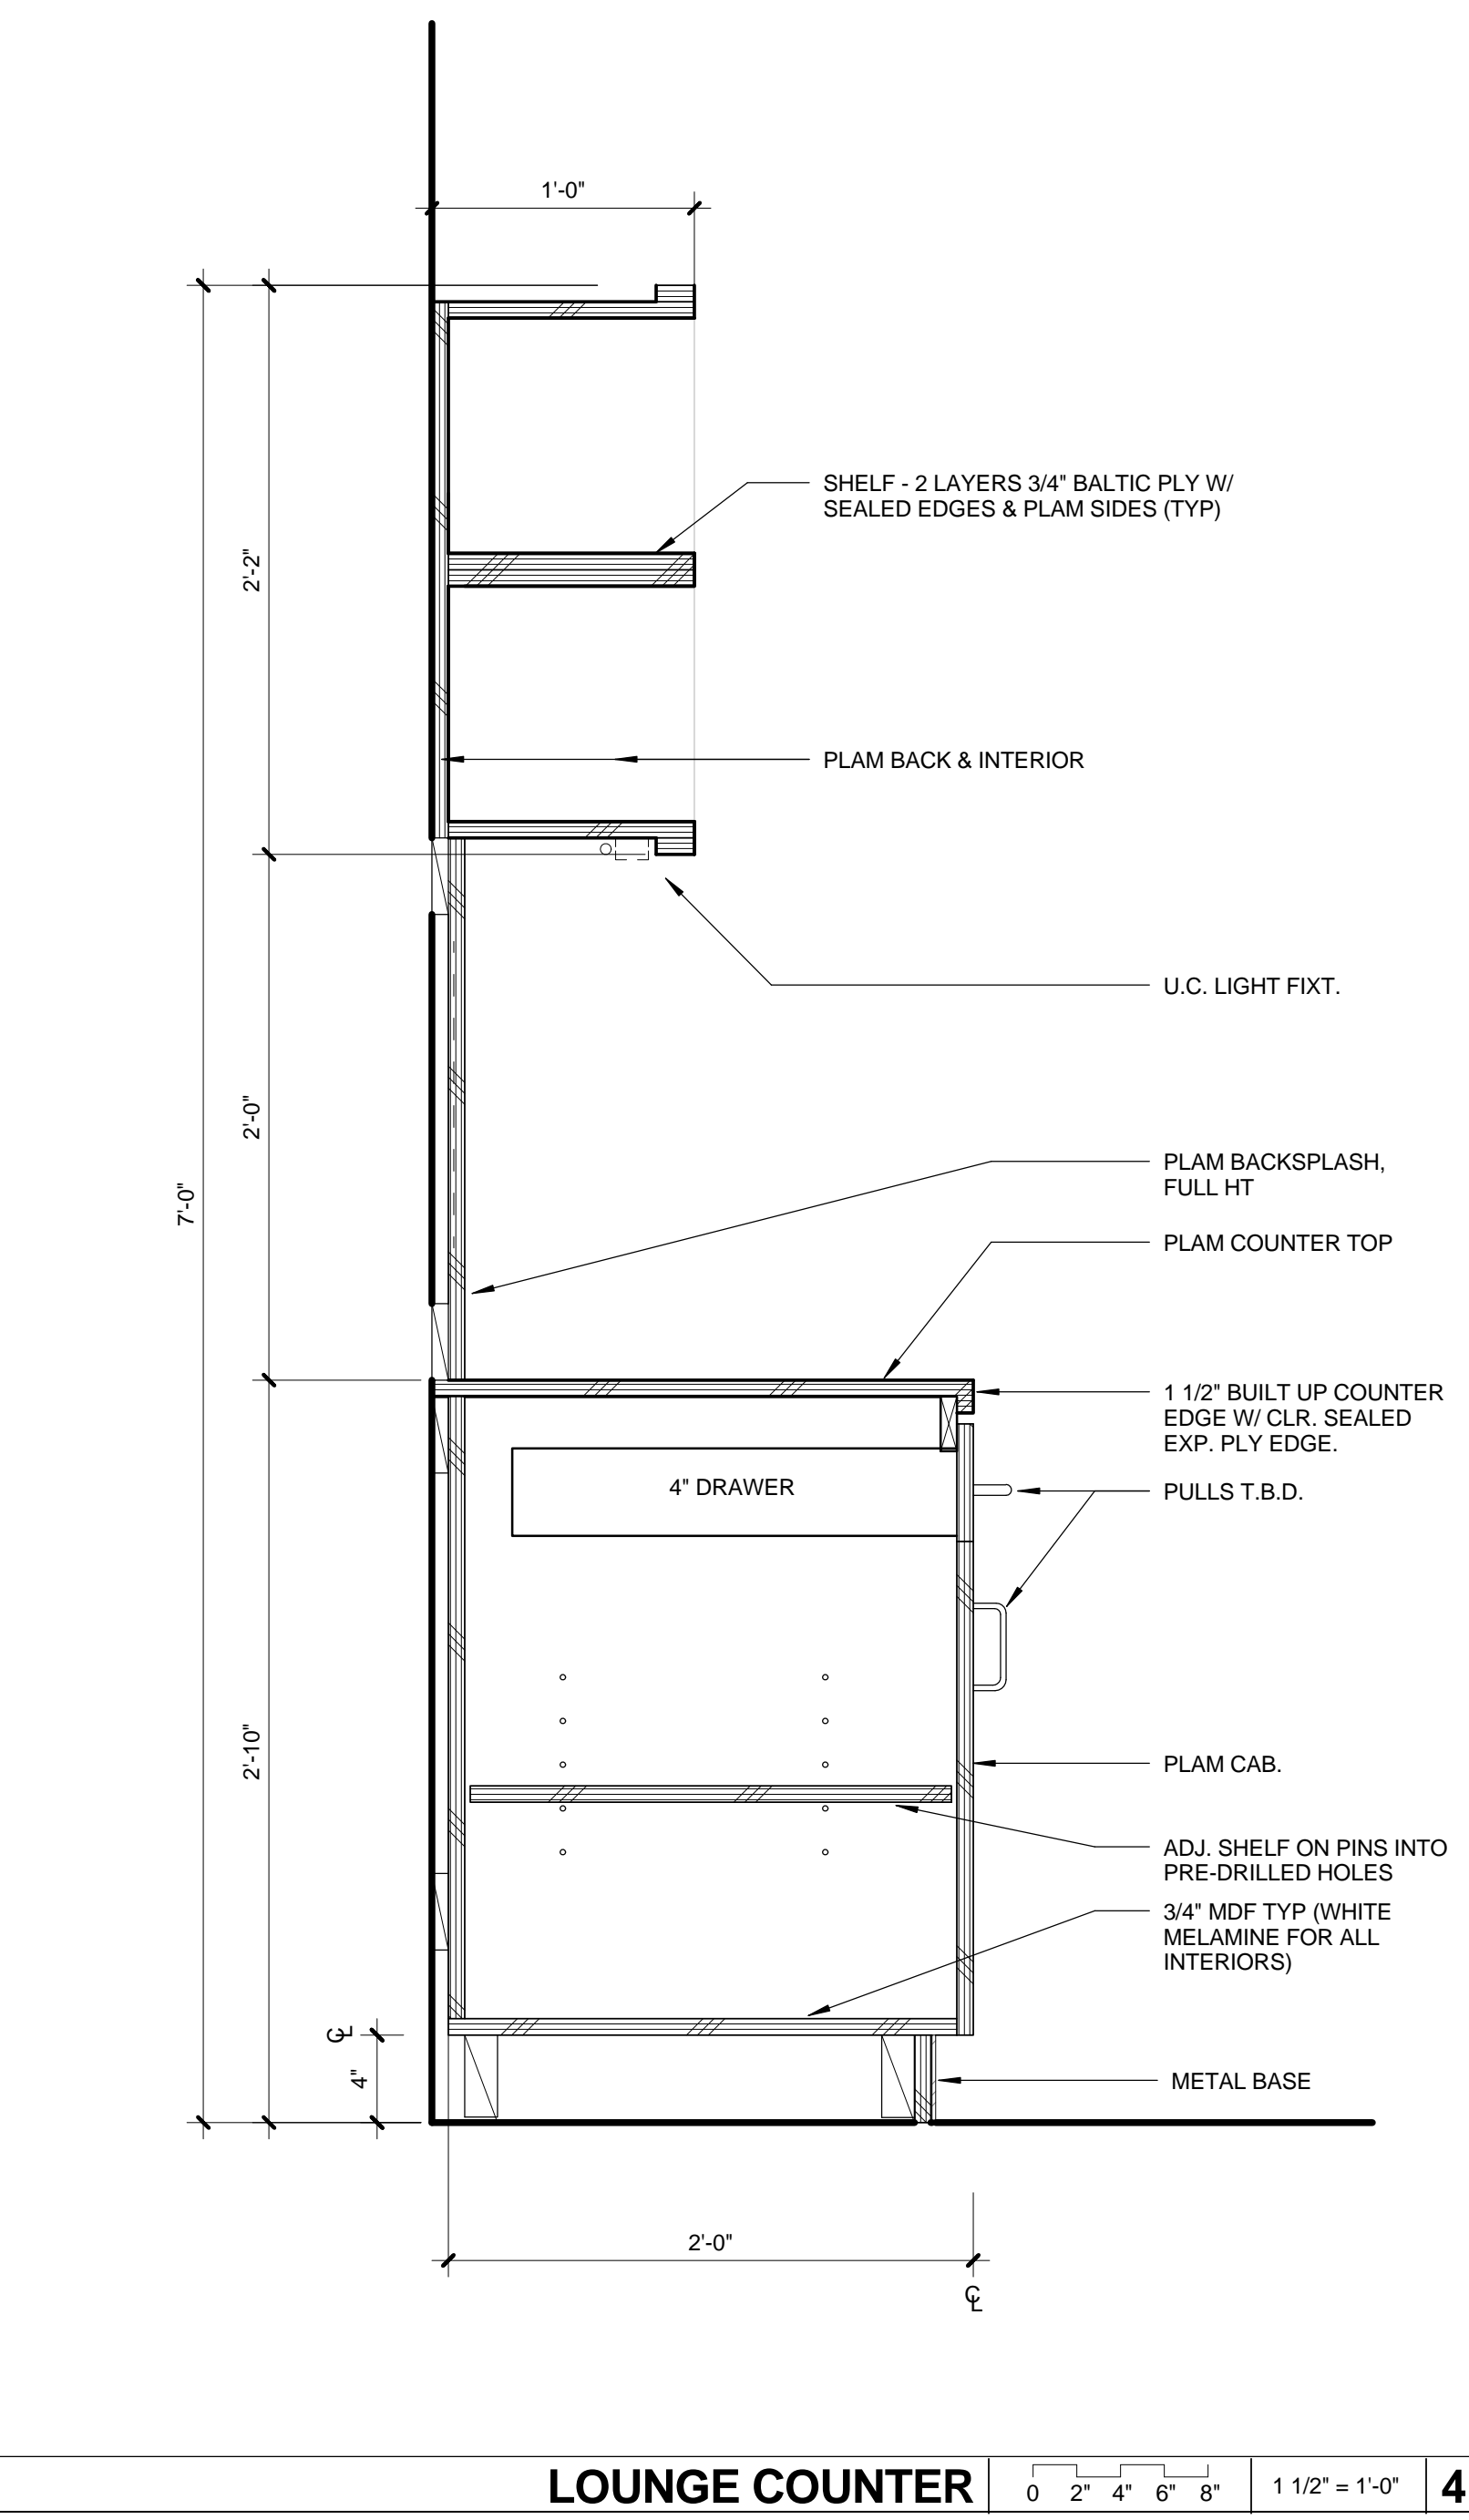 1'-0"
SHELF - 2 LAYERS 3/4" BALTIC PLY W/
SEALED EDGES & PLAM SIDES (TYP)
2'-2"
PLAM BACK & INTERIOR
U.C. LIGHT FIXT.
2'-0"
PLAM BACKSPLASH,
FULL HT
7'-0"
PLAM COUNTER TOP
1 1/2" BUILT UP COUNTER
EDGE W/ CLR. SEALED
EXP. PLY EDGE.
4" DRAWER
PULLS T.B.D.
2'-10"
PLAM CAB.
ADJ. SHELF ON PINS INTO
PRE-DRILLED HOLES
3/4" MDF TYP (WHITE
MELAMINE FOR ALL
INTERIORS)
CL
4"
METAL BASE
2'-0"
CL
LOUNGE COUNTER
0 2" 4" 6" 8"
1 1/2" = 1'-0"
4